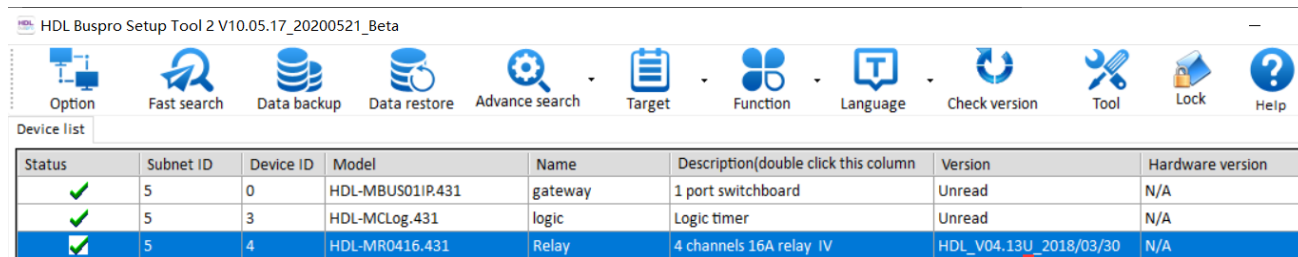 HDL HDL Buspro Setup Tool 2 V10.05.17_20200521_Beta
Option Fast search Data backup Data restore Advance search Target Function Language Check version Tool Lock Help
Device list
Status Subnet ID Device ID Model Name Description(double click this column Version Hardware version
5 0 HDL-MBUS01IP.431 gateway 1 port switchboard Unread N/A
5 3 HDL-MCLog.431 logic Logic timer Unread N/A
5 4 HDL-MR0416.431 Relay 4 channels 16A relay IV HDL_V04.13U_2018/03/30 N/A